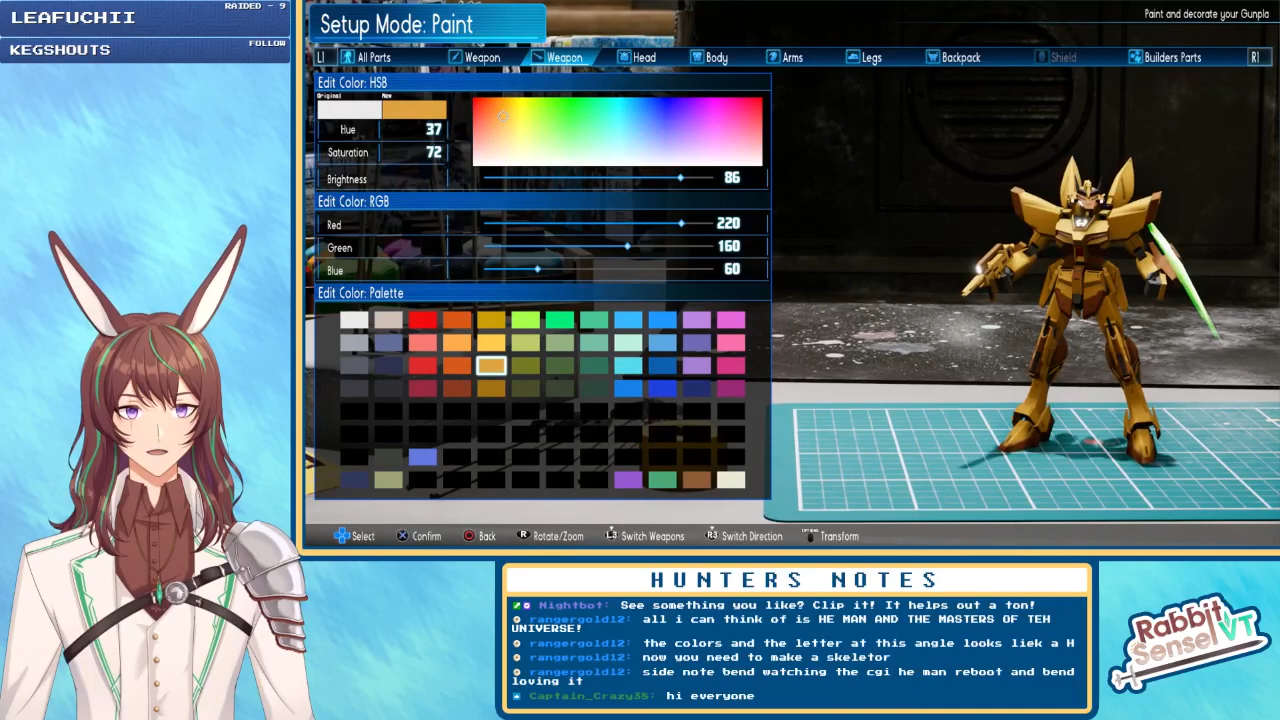 LEAFUCHII
RAIDED - 9
KEGSHOUTS
FOLLOW
Setup Mode: Paint
Paint and decorate your Gunpla
L1 All Parts Weapon Weapon Head Body Arms Legs Backpack Shield Builders Parts R1
Edit Color: HSB
Original New
Hue 37
Saturation 72
Brightness 86
Edit Color: RGB
Red 220
Green 160
Blue 60
Edit Color: Palette
Select Confirm Back R Rotate/Zoom L3 Switch Weapons R3 Switch Direction OPTIONS Transform
HUNTERS NOTES
Nightbot: See something you like? Clip it! It helps out a ton!
rangergold12: all i can think of is HE MAN AND THE MASTERS OF TEH
UNIVERSE!
rangergold12: the colors and the letter at this angle looks liek a H
rangergold12: now you need to make a skeletor
rangergold12: side note bend watching the cgi he man reboot and bend
loving it
Captain_Crazy38: hi everyone
Rabbit
Sensei VT